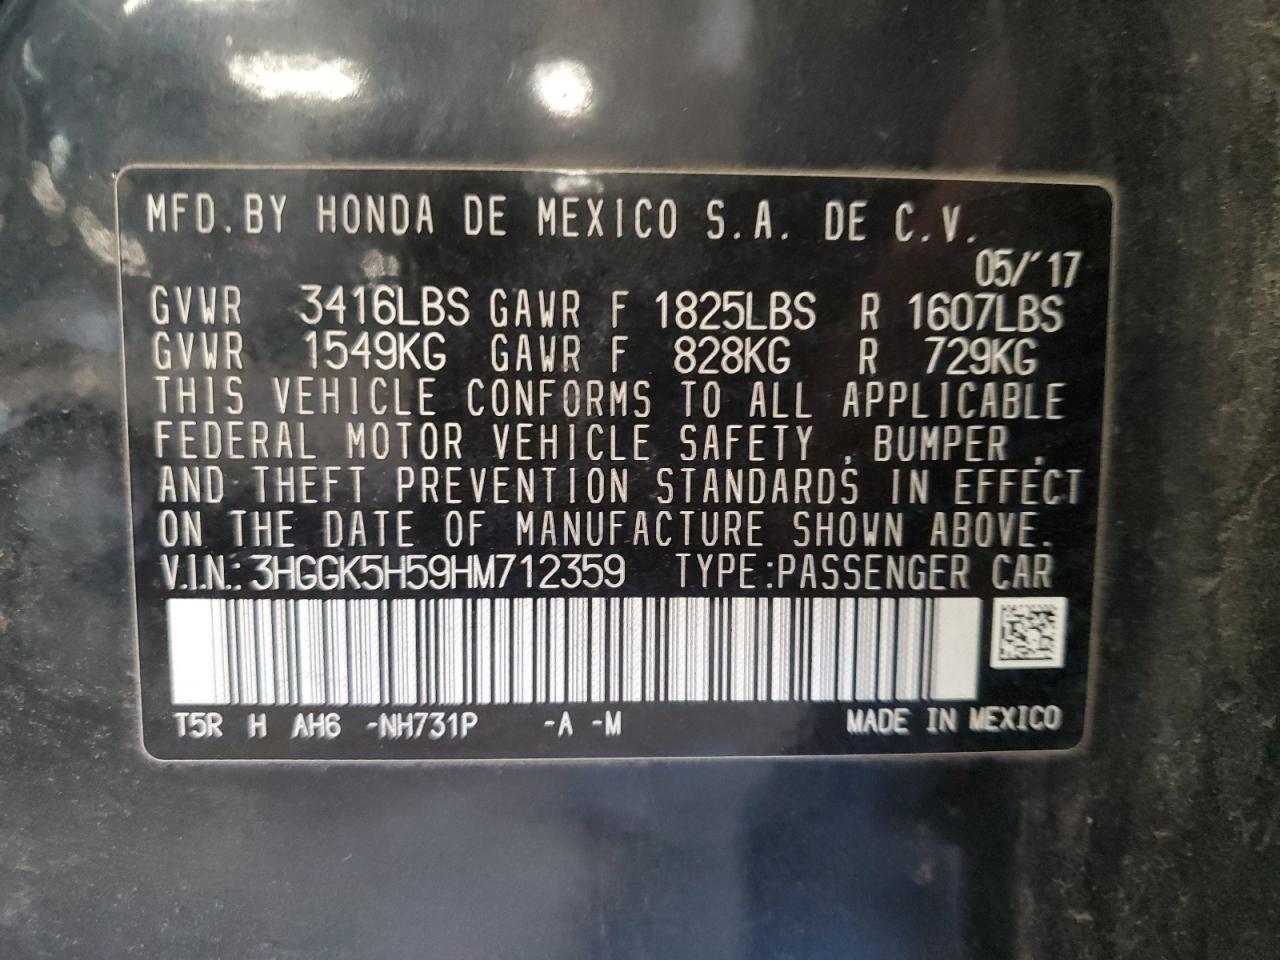 MFD. BY HONDA DE MEXICO S.A. DE C.V.
05/'17
GVWR 3416LBS GAWR F 1825LBS R 1607LBS
GVWR 1549KG GAWR F 828KG R 729KG
THIS VEHICLE CONFORMS TO ALL APPLICABLE
FEDERAL MOTOR VEHICLE SAFETY , BUMPER ,
AND THEFT PREVENTION STANDARDS IN EFFECT
ON THE DATE OF MANUFACTURE SHOWN ABOVE.
V.I.N.: 3HGGK5H59HM712359 TYPE:PASSENGER CAR
T5R H AH6 -NH731P -A -M MADE IN MEXICO